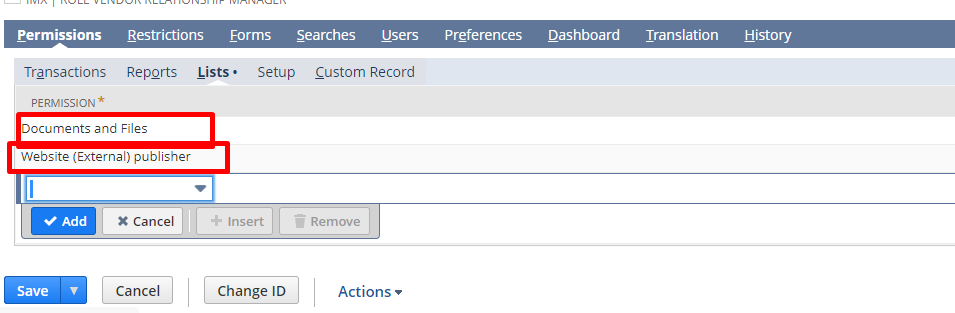 IMX | ROLE VENDOR RELATIONSHIP MANAGER
Permissions Restrictions Forms Searches Users Preferences Dashboard Translation History
Transactions Reports Lists • Setup Custom Record
PERMISSION *
Documents and Files
Website (External) publisher
Add Cancel Insert Remove
Save Cancel Change ID Actions